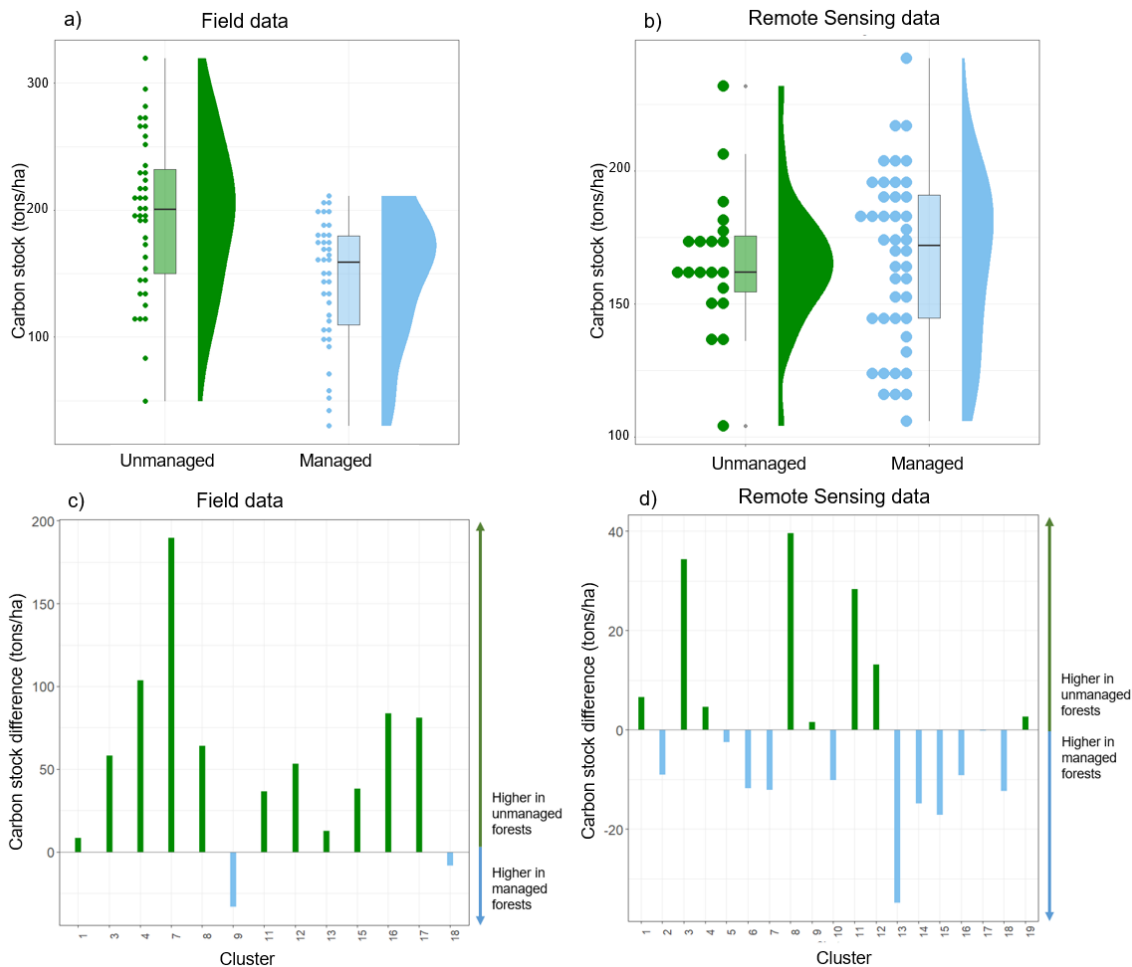 a)
Field data
Carbon stock (tons/ha)
300
200
100
Unmanaged
Managed
b)
Remote Sensing data
Carbon stock (tons/ha)
200
150
100
Unmanaged
Managed
c)
Field data
Carbon stock difference (tons/ha)
200
150
100
50
0
Higher in
unmanaged
forests
Higher in
managed
forests
1 3 4 7 8 9 11 12 13 15 16 17 18
Cluster
d)
Remote Sensing data
Carbon stock difference (tons/ha)
40
20
0
-20
Higher in
unmanaged
forests
Higher in
managed
forests
1 2 3 4 5 6 7 8 9 10 11 12 13 14 15 16 17 18 19
Cluster